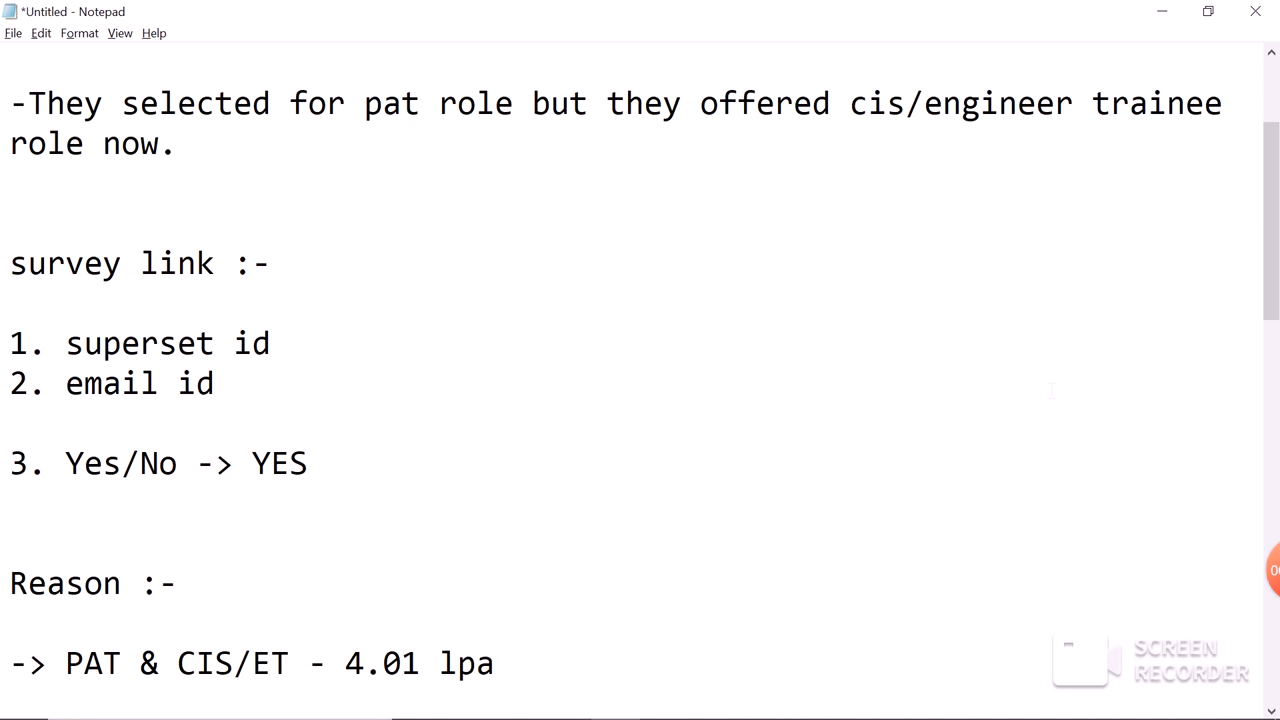 *Untitled - Notepad
File Edit Format View Help
-They selected for pat role but they offered cis/engineer trainee
role now.
survey link :-
1. superset id
2. email id
3. Yes/No -> YES
Reason :-
-> PAT & CIS/ET - 4.01 lpa
SCREEN
RECORDER